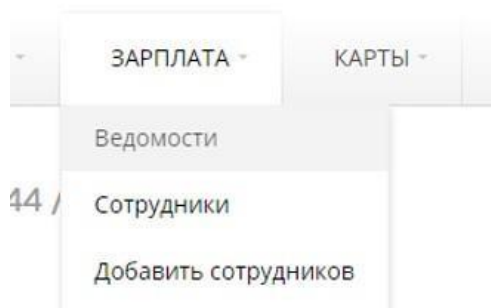 ЗАРПЛАТА КАРТЫ
Ведомости
44 / Сотрудники
Добавить сотрудников